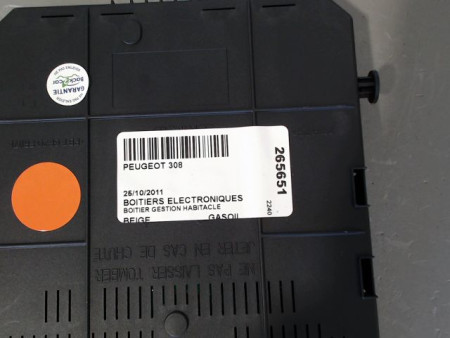 GARANTIE
PEUGEOT 308
25/10/2011
BOITIERS ELECTRONIQUES
BOITIER GESTION HABITACLE
BEIGE GASOIL
265651
2240
NE PAS LAISSER TOMBER
JETER EN CAS DE CHUTE